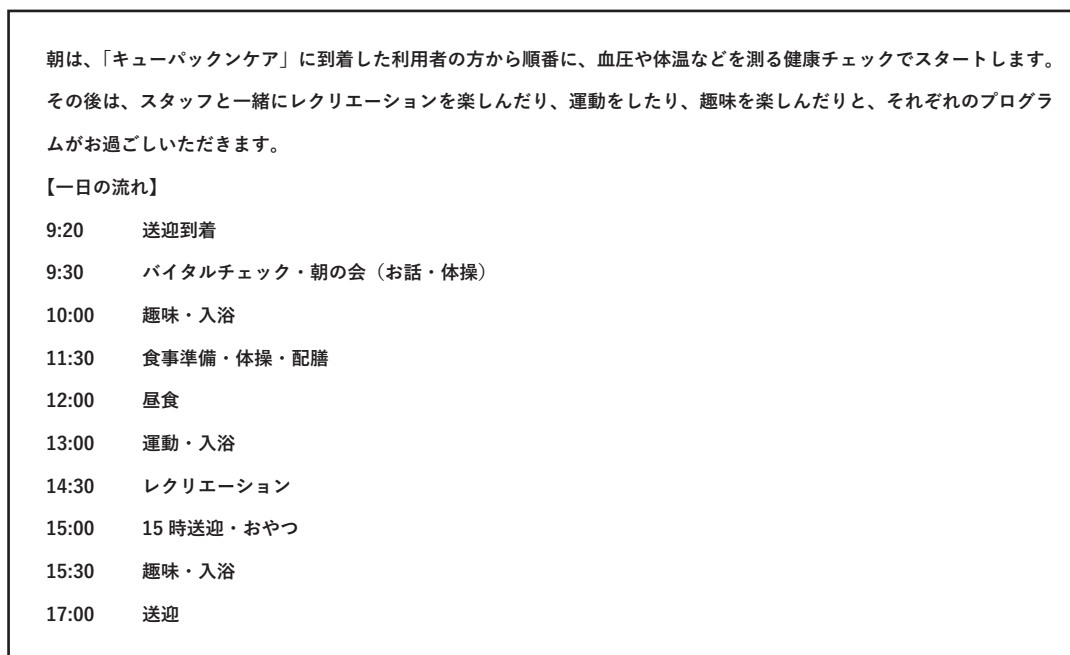 朝は、「キューパックンケア」に到着した利用者の方から順番に、血圧や体温などを測る健康チェックでスタートします。
その後は、スタッフと一緒にレクリエーションを楽しんだり、運動をしたり、趣味を楽しんだりと、それぞれのプログラ
ムがお過ごしいただきます。
【一日の流れ】
9:20 送迎到着
9:30 バイタルチェック・朝の会（お話・体操）
10:00 趣味・入浴
11:30 食事準備・体操・配膳
12:00 昼食
13:00 運動・入浴
14:30 レクリエーション
15:00 15 時送迎・おやつ
15:30 趣味・入浴
17:00 送迎